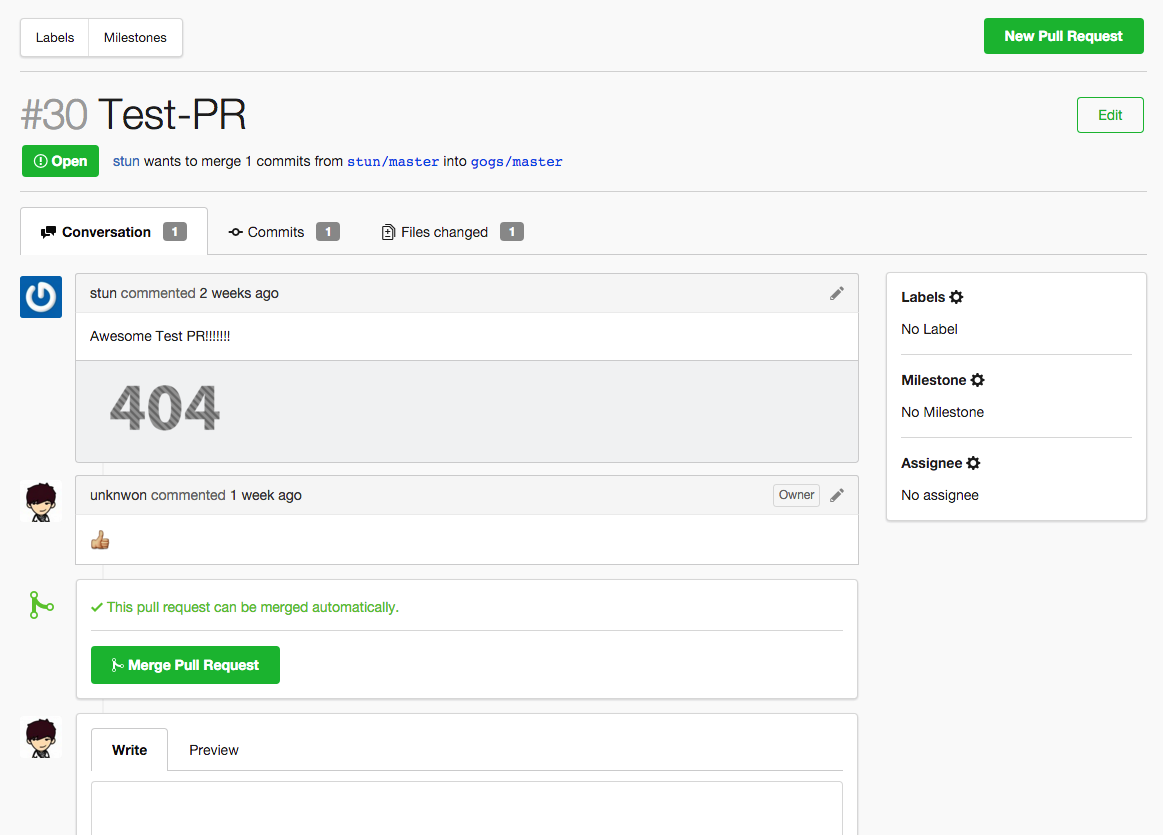 Labels Milestones New Pull Request
#30 Test-PR Edit
Open stun wants to merge 1 commits from stun/master into gogs/master
Conversation 1 Commits 1 Files changed 1
stun commented 2 weeks ago
Awesome Test PR!!!!!!!
404
unknwon commented 1 week ago Owner
This pull request can be merged automatically.
Merge Pull Request
Write Preview
Labels
No Label
Milestone
No Milestone
Assignee
No assignee